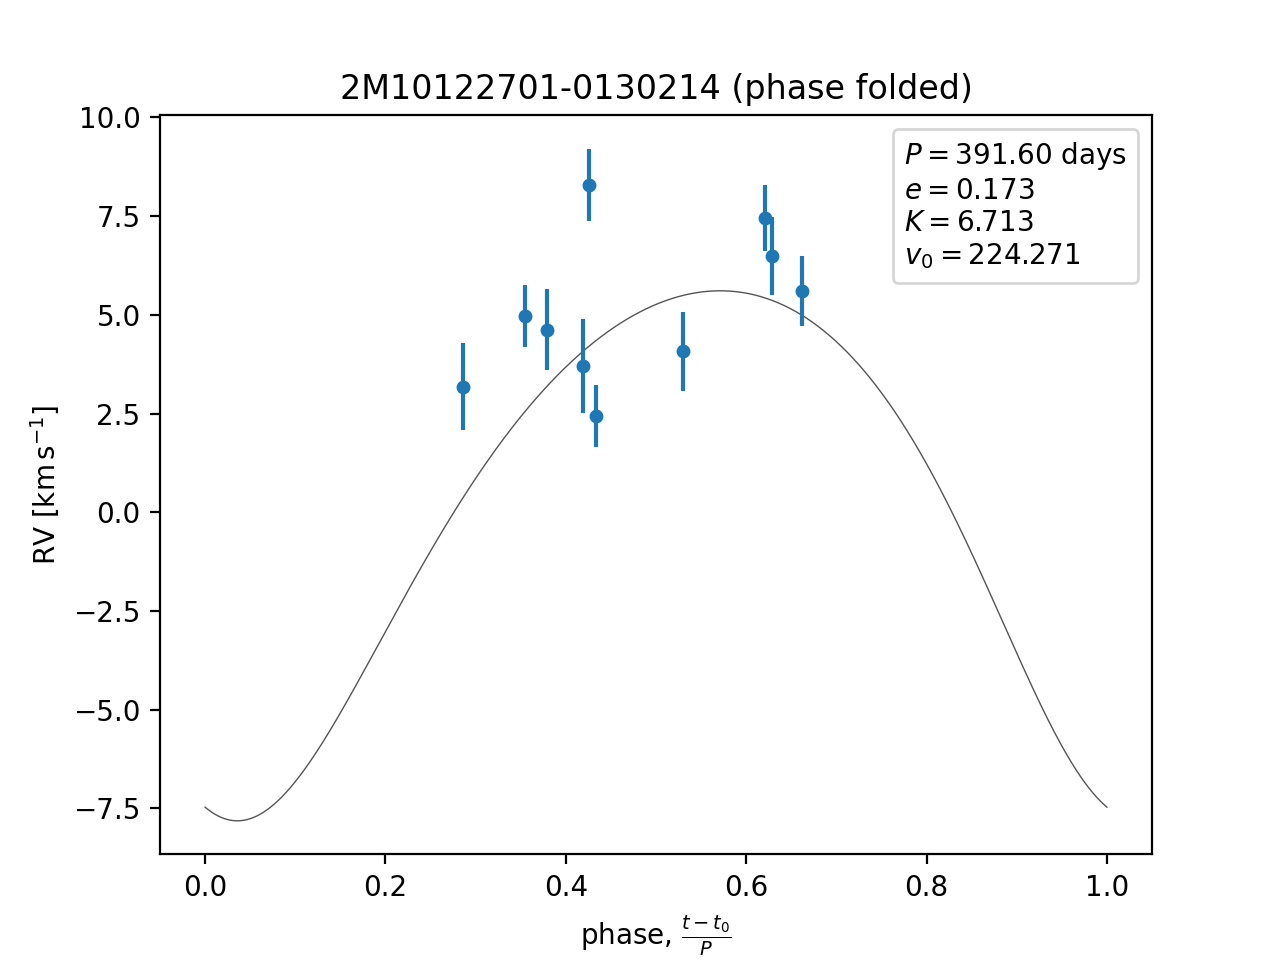 2M10122701-0130214 (phase folded)
P = 391.60 days
e = 0.173
K = 6.713
v₀ = 224.271
RV [km s⁻¹]
10.0
7.5
5.0
2.5
0.0
−2.5
−5.0
−7.5
0.0 0.2 0.4 0.6 0.8 1.0
phase, (t − t₀)/P